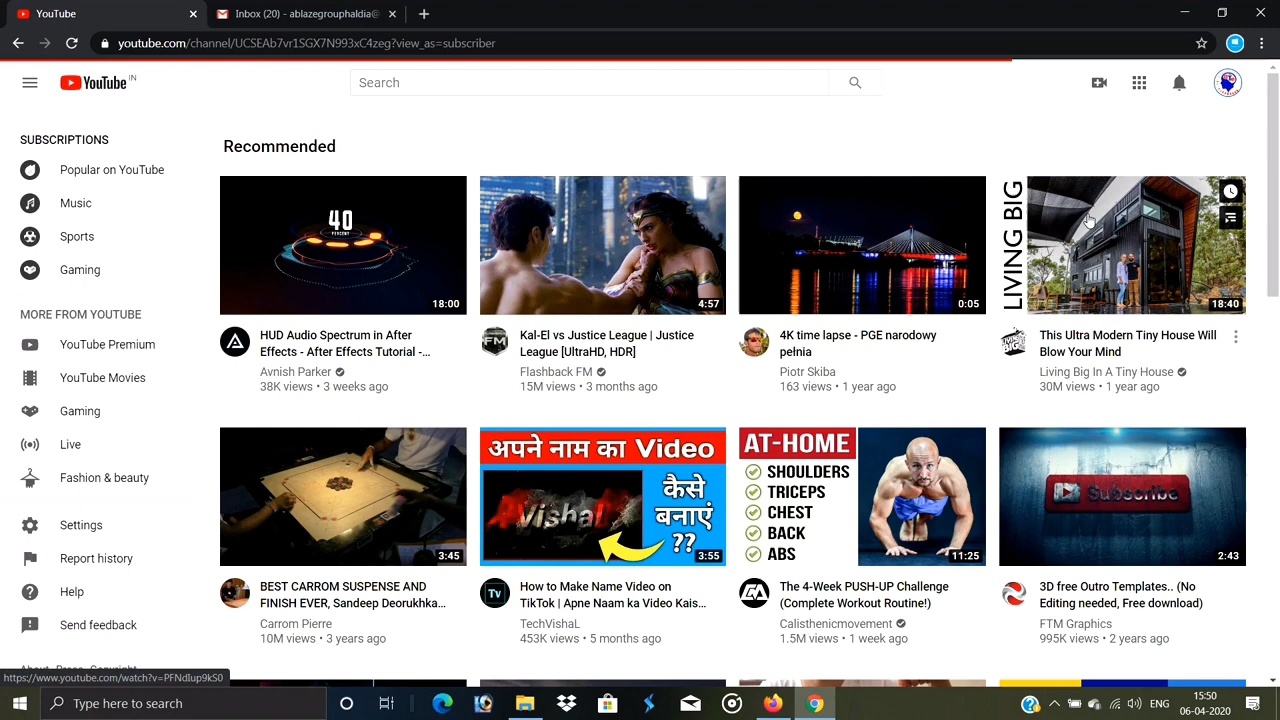 YouTube
Inbox (20) - ablazegrouphaldia@
youtube.com/channel/UCSEAb7vr1SGX7N993xC4zeg?view_as=subscriber
YouTube IN
Search
SUBSCRIPTIONS
Popular on YouTube
Music
Sports
Gaming
MORE FROM YOUTUBE
YouTube Premium
YouTube Movies
Gaming
Live
Fashion & beauty
Settings
Report history
Help
Send feedback
About Press Copyright
Recommended
40
PERCENT
18:00
4:57
0:05
LIVING BIG
18:40
HUD Audio Spectrum in After
Effects - After Effects Tutorial -...
Avnish Parker
38K views • 3 weeks ago
Kal-El vs Justice League | Justice
League [UltraHD, HDR]
Flashback FM
15M views • 3 months ago
4K time lapse - PGE narodowy
pełnia
Piotr Skiba
163 views • 1 year ago
This Ultra Modern Tiny House Will
Blow Your Mind
Living Big In A Tiny House
30M views • 1 year ago
3:45
अपने नाम का Video
कैसे
बनाएं
??
Vishal
3:55
AT-HOME
SHOULDERS
TRICEPS
CHEST
BACK
ABS
11:25
Subscribe
2:43
BEST CARROM SUSPENSE AND
FINISH EVER, Sandeep Deorukhka...
Carrom Pierre
10M views • 3 years ago
Tv
How to Make Name Video on
TikTok | Apne Naam ka Video Kais...
TechVishaL
453K views • 5 months ago
The 4-Week PUSH-UP Challenge
(Complete Workout Routine!)
Calisthenicmovement
1.5M views • 1 week ago
3D free Outro Templates.. (No
Editing needed, Free download)
FTM Graphics
995K views • 2 years ago
https://www.youtube.com/watch?v=PFNdIup9kS0
Type here to search
ENG
15:50
06-04-2020